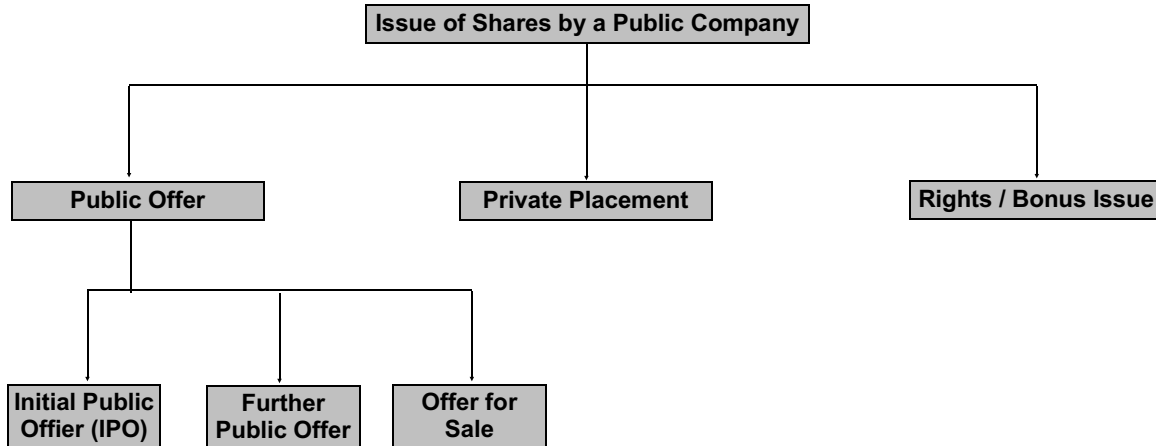 Issue of Shares by a Public Company
Public Offer
Private Placement
Rights / Bonus Issue
Initial Public
Offier (IPO)
Further
Public Offer
Offer for
Sale